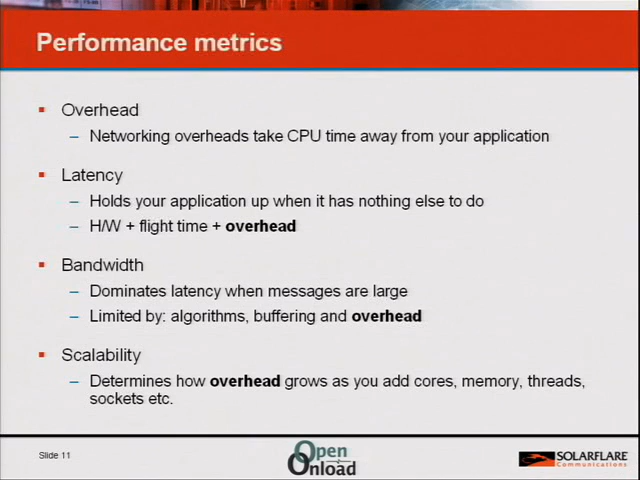 Performance metrics
▪ Overhead
– Networking overheads take CPU time away from your application
▪ Latency
– Holds your application up when it has nothing else to do
– H/W + flight time + overhead
▪ Bandwidth
– Dominates latency when messages are large
– Limited by: algorithms, buffering and overhead
▪ Scalability
– Determines how overhead grows as you add cores, memory, threads,
sockets etc.
Slide 11
Open
Onload
SOLARFLARE
Communications